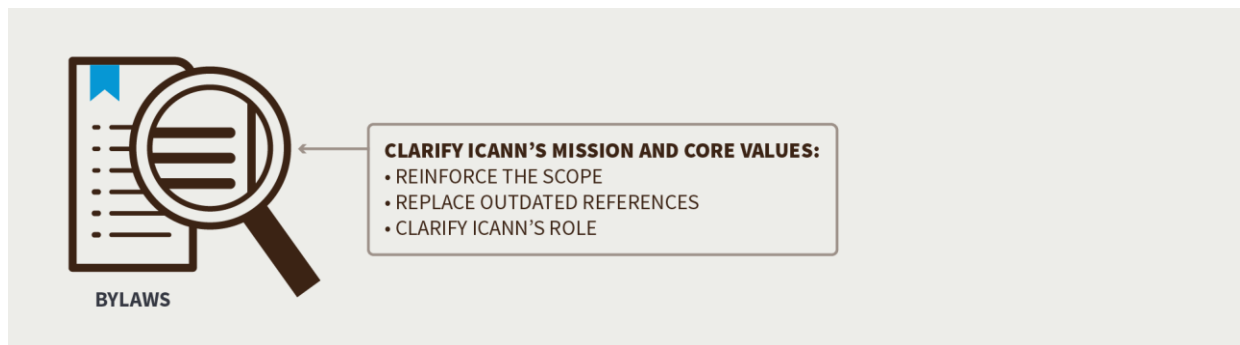 CLARIFY ICANN’S MISSION AND CORE VALUES:
• REINFORCE THE SCOPE
• REPLACE OUTDATED REFERENCES
• CLARIFY ICANN’S ROLE
BYLAWS